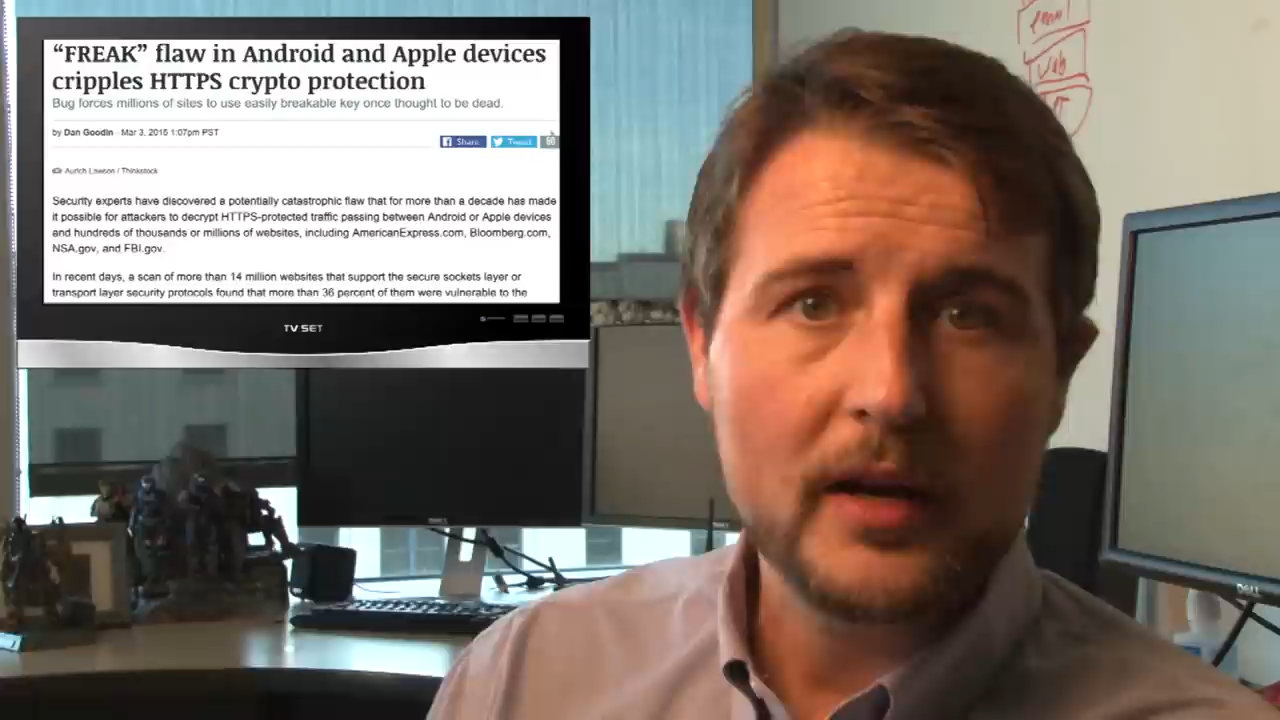 “FREAK” flaw in Android and Apple devices
cripples HTTPS crypto protection
Bug forces millions of sites to use easily breakable key once thought to be dead.
by Dan Goodin - Mar 3, 2015 1:07pm PST
Share
Tweet
60
Aurich Lawson / Thinkstock
Security experts have discovered a potentially catastrophic flaw that for more than a decade has made
it possible for attackers to decrypt HTTPS-protected traffic passing between Android or Apple devices
and hundreds of thousands or millions of websites, including AmericanExpress.com, Bloomberg.com,
NSA.gov, and FBI.gov.
In recent days, a scan of more than 14 million websites that support the secure sockets layer or
transport layer security protocols found that more than 36 percent of them were vulnerable to the
TV SET
Web
DELL
DELL